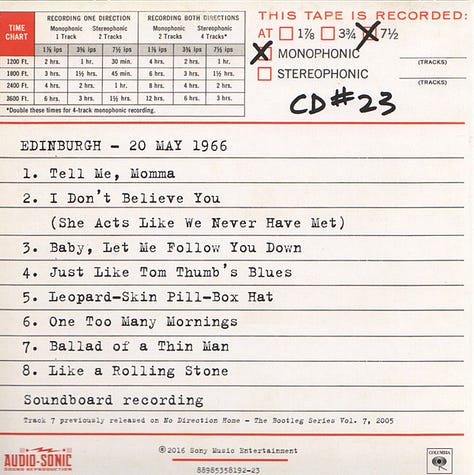 TIME CHART
RECORDING ONE DIRECTION
RECORDING BOTH DIRECTIONS
Monophonic 1 Track
Stereophonic 2 Tracks
Monophonic 2 Tracks
Stereophonic 4 Tracks*
1⅞ ips 3¾ ips 7½ ips 1⅞ ips 3¾ ips 7½ ips
1200 Ft. 2 hrs. 1 hr. 30 min. 4 hrs. 2 hrs. 1 hr.
1800 Ft. 3 hrs. 1½ hrs. 45 min. 6 hrs. 3 hrs. 1½ hrs.
2400 Ft. 4 hrs. 2 hrs. 1 hr. 8 hrs. 4 hrs. 2 hrs.
3600 Ft. 6 hrs. 3 hrs. 1½ hrs. 12 hrs. 6 hrs. 3 hrs.
*Double these times for 4-track monophonic recording.
THIS TAPE IS RECORDED:
AT 1⅞ 3¾ X 7½
X MONOPHONIC
(TRACKS)
STEREOPHONIC
(TRACKS)
CD#23
EDINBURGH - 20 MAY 1966
1. Tell Me, Momma
2. I Don't Believe You
(She Acts Like We Never Have Met)
3. Baby, Let Me Follow You Down
4. Just Like Tom Thumb's Blues
5. Leopard-Skin Pill-Box Hat
6. One Too Many Mornings
7. Ballad of a Thin Man
8. Like a Rolling Stone
Soundboard recording
Track 7 previously released on No Direction Home - The Bootleg Series Vol. 7, 2005
AUDIO-SONIC
SOUND REPRODUCTION
℗2016 Sony Music Entertainment
88985358192-23
COLUMBIA